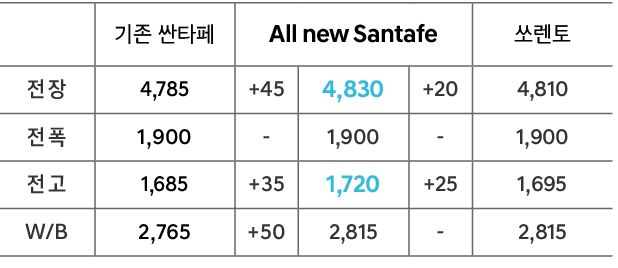 기존 싼타페 All new Santafe 쏘렌토
전장 4,785 +45 4,830 +20 4,810
전폭 1,900 - 1,900 - 1,900
전고 1,685 +35 1,720 +25 1,695
W/B 2,765 +50 2,815 - 2,815